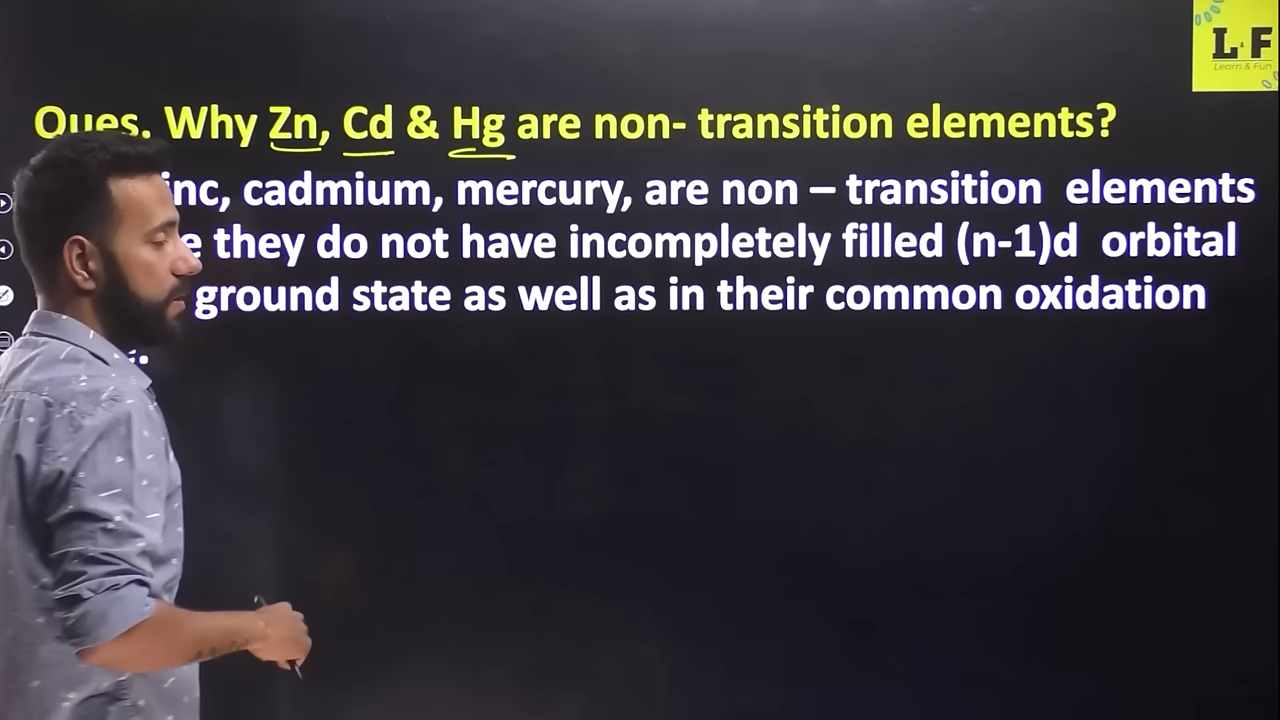 L&F
Learn & Fun
Ques. Why Zn, Cd & Hg are non- transition elements?
inc, cadmium, mercury, are non – transition  elements
e they do not have incompletely filled (n-1)d  orbital
ground state as well as in their common oxidation